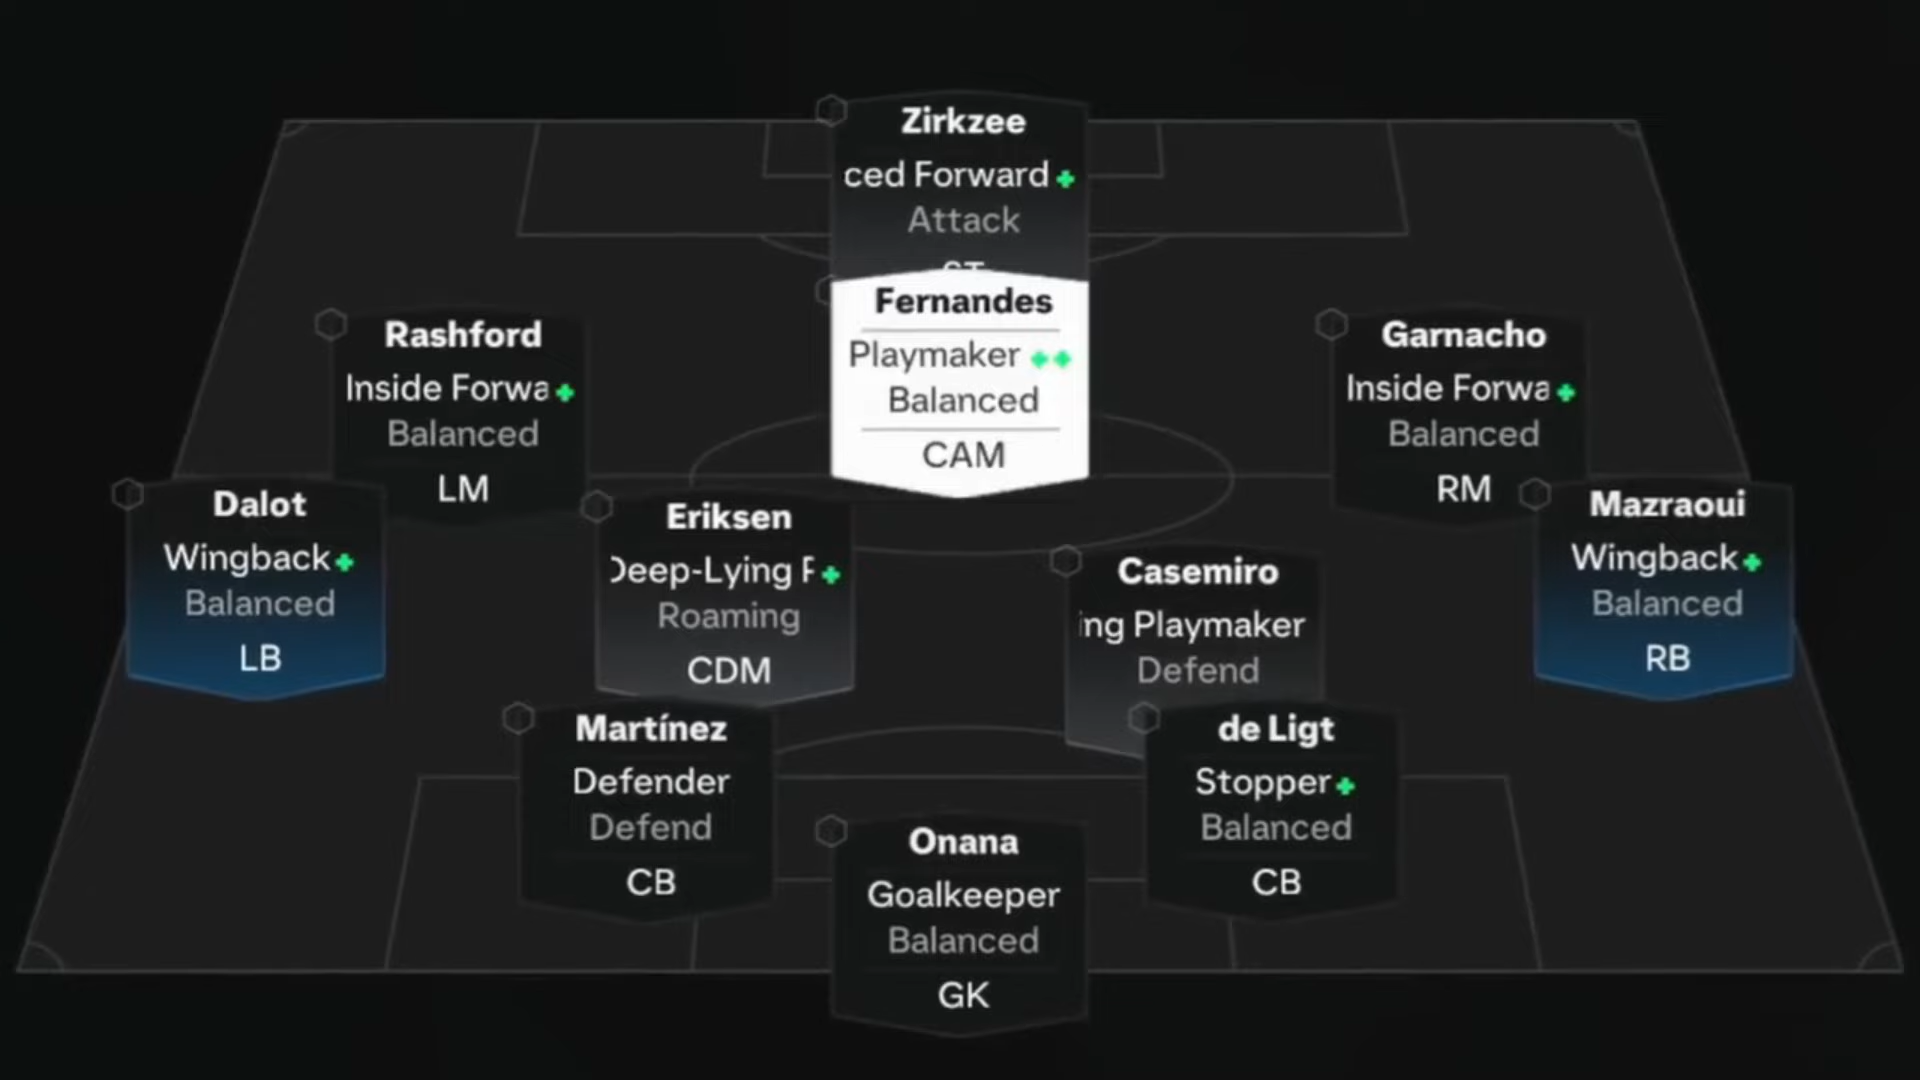 Zirkzee
ced Forward
Attack
ST
Fernandes
Playmaker
Balanced
CAM
Rashford
Inside Forwa
Balanced
LM
Garnacho
Inside Forwa
Balanced
RM
Dalot
Wingback
Balanced
LB
Eriksen
Deep-Lying P
Roaming
CDM
Casemiro
ing Playmaker
Defend
Mazraoui
Wingback
Balanced
RB
Martínez
Defender
Defend
CB
de Ligt
Stopper
Balanced
CB
Onana
Goalkeeper
Balanced
GK